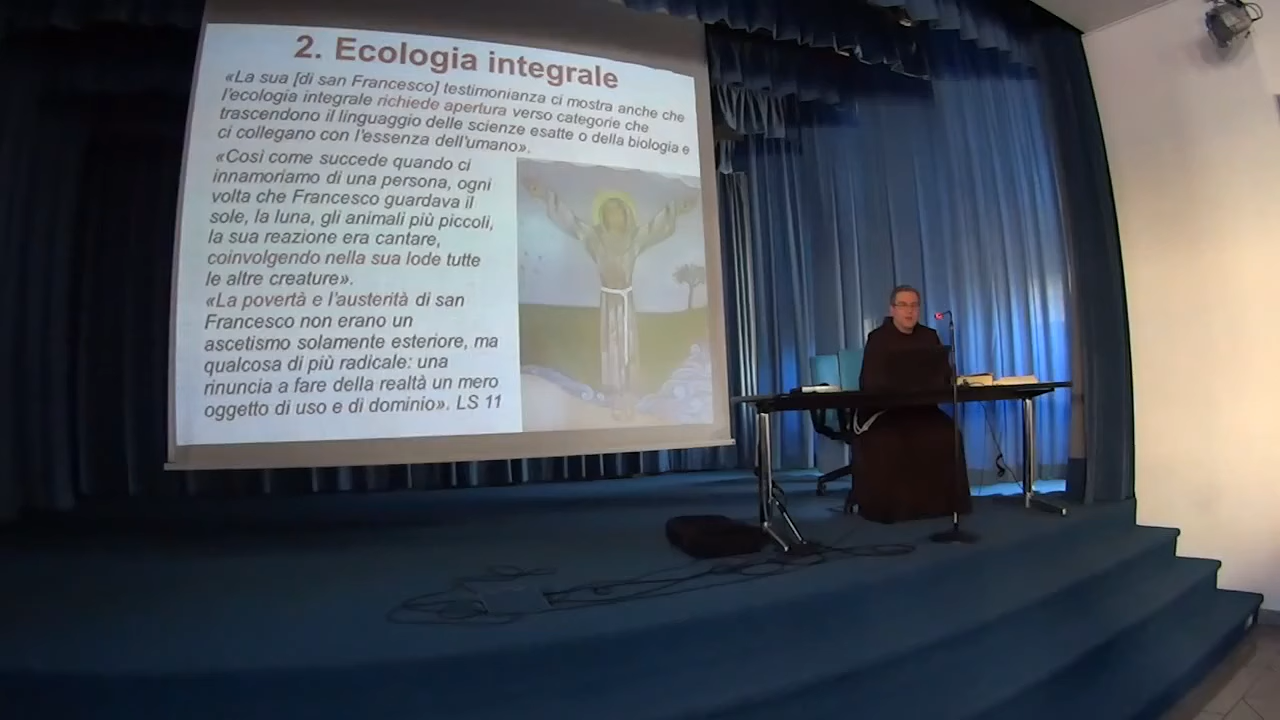 2. Ecologia integrale
«La sua [di san Francesco] testimonianza ci mostra anche che
l'ecologia integrale richiede apertura verso categorie che
trascendono il linguaggio delle scienze esatte o della biologia e
ci collegano con l'essenza dell'umano».
«Così come succede quando ci
innamoriamo di una persona, ogni
volta che Francesco guardava il
sole, la luna, gli animali più piccoli,
la sua reazione era cantare,
coinvolgendo nella sua lode tutte
le altre creature».
«La povertà e l'austerità di san
Francesco non erano un
ascetismo solamente esteriore, ma
qualcosa di più radicale: una
rinuncia a fare della realtà un mero
oggetto di uso e di dominio». LS 11